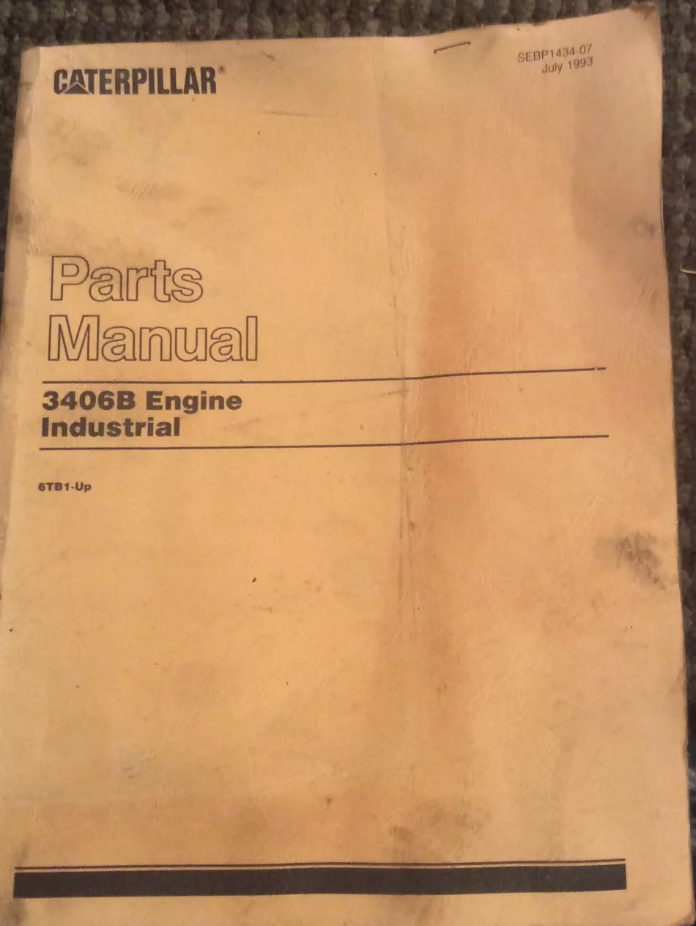 CATERPILLAR®
SEBP1434-07
July 1993
Parts
Manual
3406B Engine
Industrial
6TB1-Up